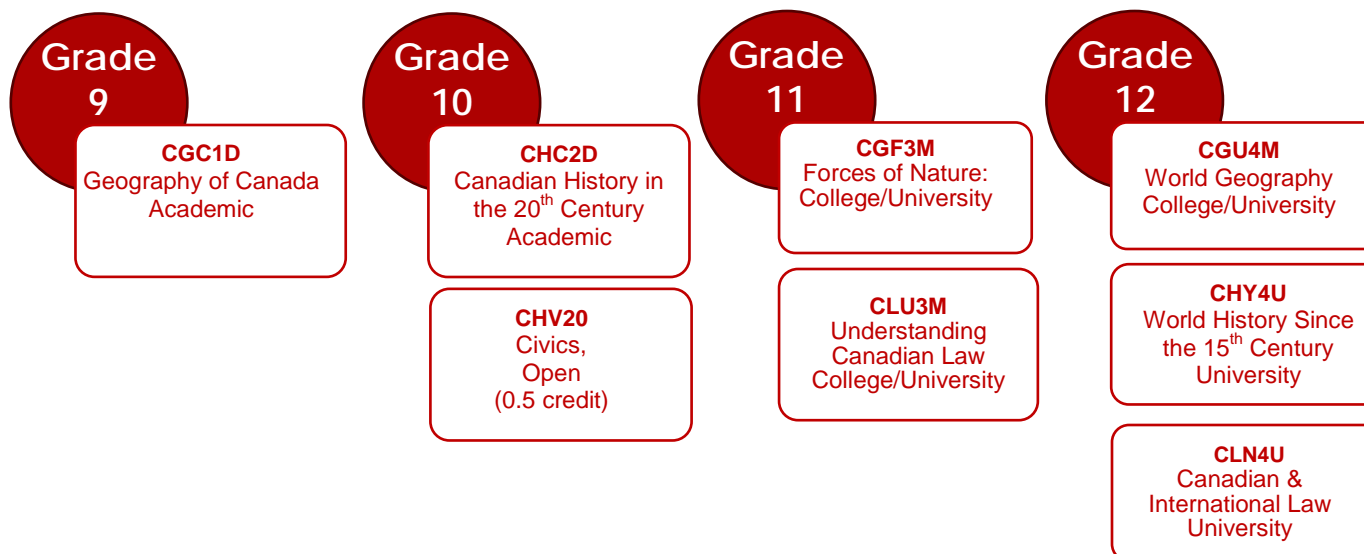 Grade
9
CGC1D
Geography of Canada
Academic
Grade
10
CHC2D
Canadian History in
the 20th Century
Academic
CHV20
Civics,
Open
(0.5 credit)
Grade
11
CGF3M
Forces of Nature:
College/University
CLU3M
Understanding
Canadian Law
College/University
Grade
12
CGU4M
World Geography
College/University
CHY4U
World History Since
the 15th Century
University
CLN4U
Canadian &
International Law
University